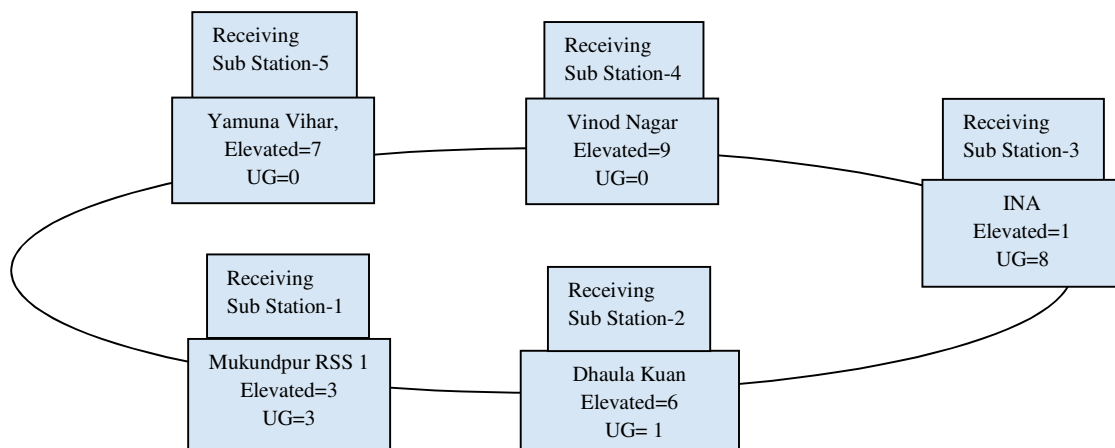 Receiving
Sub Station-5
Yamuna Vihar,
Elevated=7
UG=0
Receiving
Sub Station-4
Vinod Nagar
Elevated=9
UG=0
Receiving
Sub Station-3
INA
Elevated=1
UG=8
Receiving
Sub Station-1
Mukundpur RSS 1
Elevated=3
UG=3
Receiving
Sub Station-2
Dhaula Kuan
Elevated=6
UG= 1